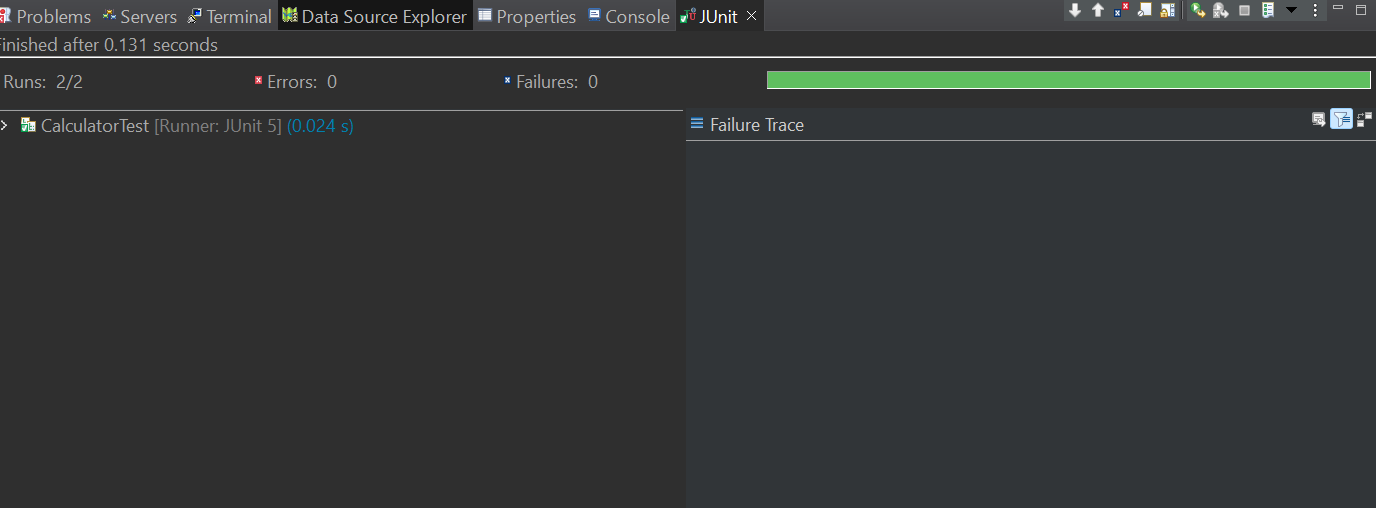 Problems Servers Terminal Data Source Explorer Properties Console JUnit
Finished after 0.131 seconds
Runs: 2/2 Errors: 0 Failures: 0
CalculatorTest [Runner: JUnit 5] (0.024 s)
Failure Trace